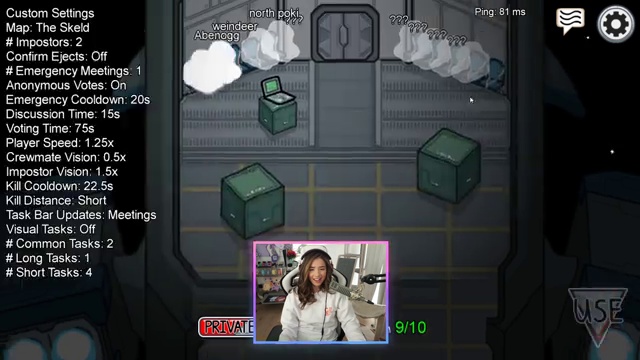 Custom Settings
Map: The Skeld
# Impostors: 2
Confirm Ejects: Off
# Emergency Meetings: 1
Anonymous Votes: On
Emergency Cooldown: 20s
Discussion Time: 15s
Voting Time: 75s
Player Speed: 1.25x
Crewmate Vision: 0.5x
Impostor Vision: 1.5x
Kill Cooldown: 22.5s
Kill Distance: Short
Task Bar Updates: Meetings
Visual Tasks: Off
# Common Tasks: 2
# Long Tasks: 1
# Short Tasks: 4
north poki
weindeer
Abenogg
???
???
???
???
???
???
Ping: 81 ms
PRIVATE
9/10
USE